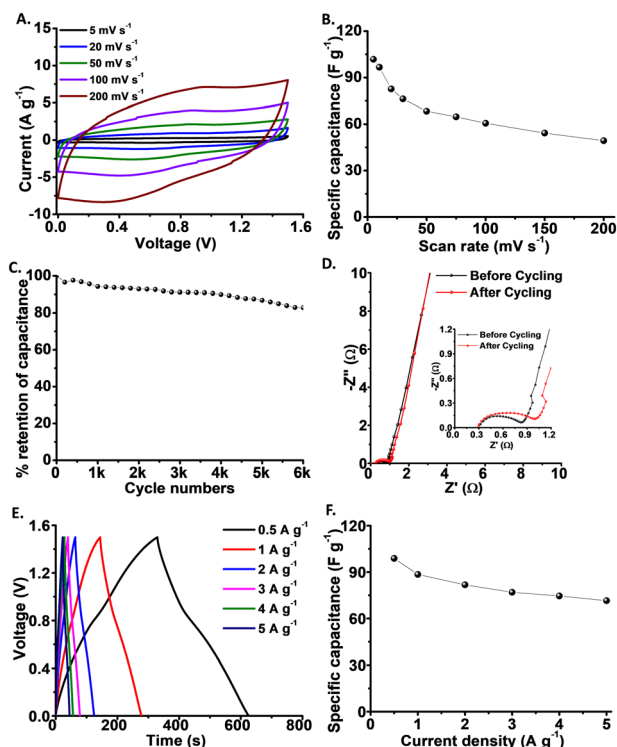 A.
5 mV s⁻¹
20 mV s⁻¹
50 mV s⁻¹
100 mV s⁻¹
200 mV s⁻¹
15
10
5
0
-5
-10
Current (A g⁻¹)
0.0 0.4 0.8 1.2 1.6
Voltage (V)
B.
120
90
60
30
0
Specific capacitance (F g⁻¹)
0 50 100 150 200
Scan rate (mV s⁻¹)
C.
100
80
60
40
20
0
% retention of capacitance
1k 2k 3k 4k 5k 6k
Cycle numbers
D.
Before Cycling
After Cycling
10
8
6
4
2
0
-Z'' (Ω)
0 2 4 6 8 10
Z' (Ω)
Before Cycling
After Cycling
1.2
0.9
0.6
0.3
0.0
-Z'' (Ω)
0.0 0.3 0.6 0.9 1.2
Z' (Ω)
E.
0.5 A g⁻¹
1 A g⁻¹
2 A g⁻¹
3 A g⁻¹
4 A g⁻¹
5 A g⁻¹
1.6
1.2
0.8
0.4
0.0
Voltage (V)
0 200 400 600 800
Time (s)
F.
120
90
60
30
0
Specific capacitance (F g⁻¹)
0 1 2 3 4 5
Current density (A g⁻¹)